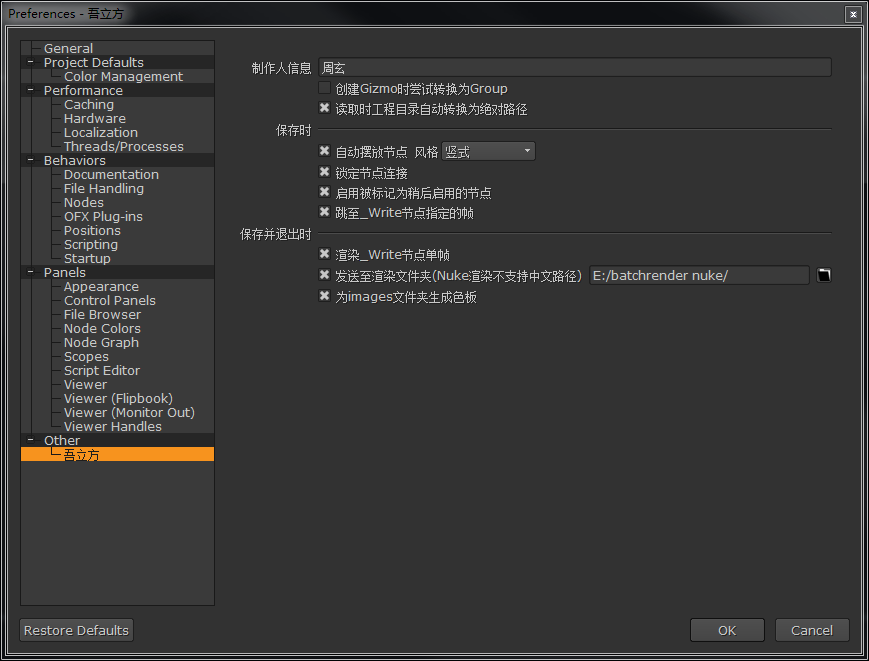 Preferences - 吾立方
General
Project Defaults
Color Management
Performance
Caching
Hardware
Localization
Threads/Processes
Behaviors
Documentation
File Handling
Nodes
OFX Plug-ins
Positions
Scripting
Startup
Panels
Appearance
Control Panels
File Browser
Node Colors
Node Graph
Scopes
Script Editor
Viewer
Viewer (Flipbook)
Viewer (Monitor Out)
Viewer Handles
Other
吾立方
制作人信息 周玄
创建Gizmo时尝试转换为Group
读取时工程目录自动转换为绝对路径
保存时
自动摆放节点 风格 竖式
锁定节点连接
启用被标记为稍后启用的节点
跳至_Write节点指定的帧
保存并退出时
渲染_Write节点单帧
发送至渲染文件夹(Nuke渲染不支持中文路径) E:/batchrender nuke/
为images文件夹生成色板
Restore Defaults
OK
Cancel